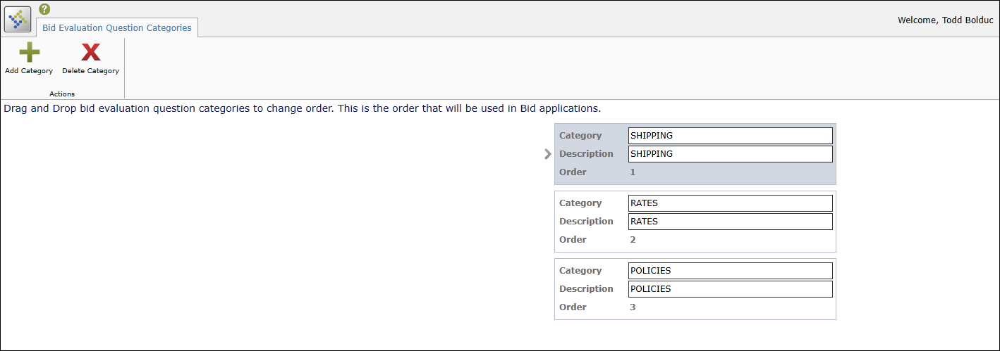 ?
Bid Evaluation Question Categories
Welcome, Todd Bolduc
Add Category
Delete Category
Actions
Drag and Drop bid evaluation question categories to change order. This is the order that will be used in Bid applications.
Category SHIPPING
Description SHIPPING
Order 1
Category RATES
Description RATES
Order 2
Category POLICIES
Description POLICIES
Order 3